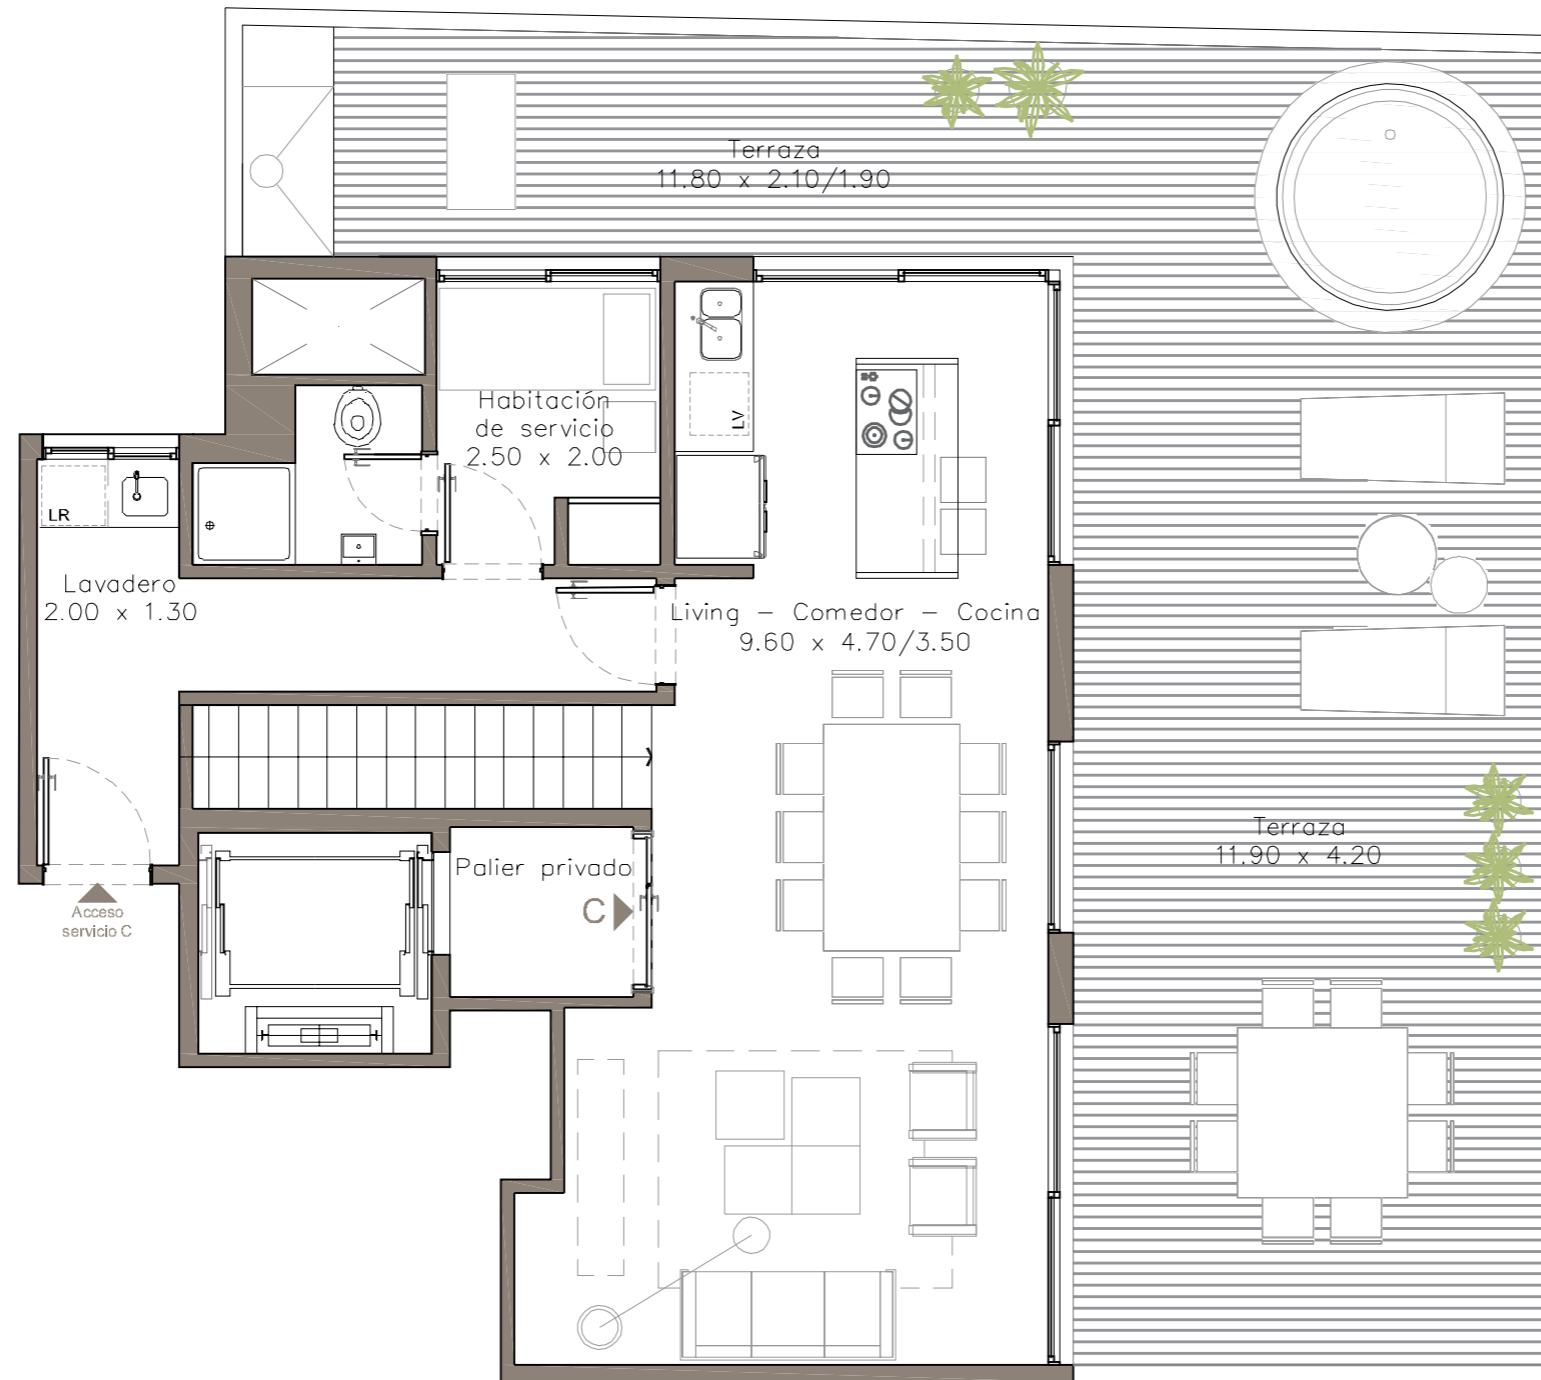 Terraza
11.80 x 2.10/1.90
Habitación
de servicio
2.50 x 2.00
LV
LR
Lavadero
2.00 x 1.30
Living – Comedor – Cocina
9.60 x 4.70/3.50
Terraza
11.90 x 4.20
Palier privado
C
Acceso
servicio C